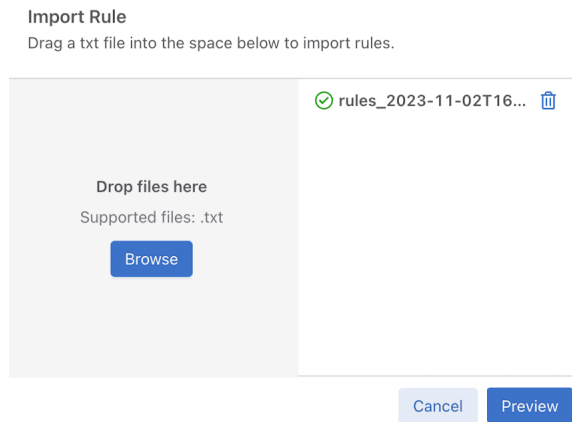 Import Rule
Drag a txt file into the space below to import rules.
rules_2023-11-02T16...
Drop files here
Supported files: .txt
Browse
Cancel
Preview